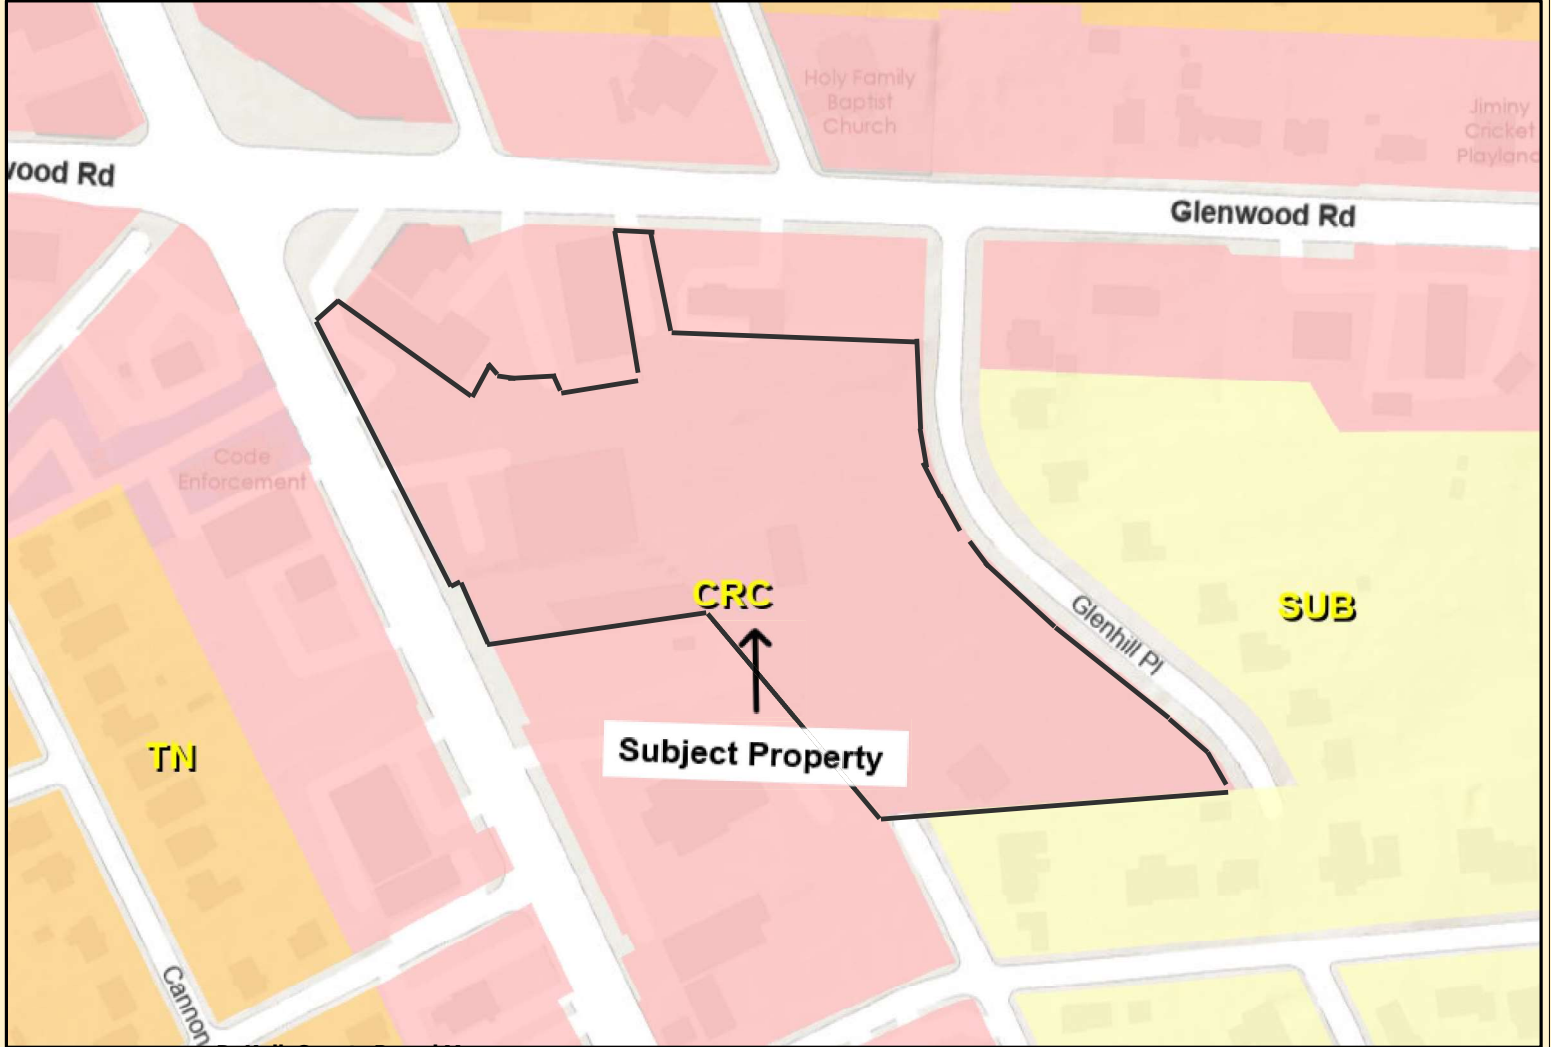 Holy Family
Baptist
Church
Jiminy
Cricket
Playland
wood Rd
Glenwood Rd
Code
Enforcement
CRC
SUB
Glenhill Pl
TN
Subject Property
Cannon